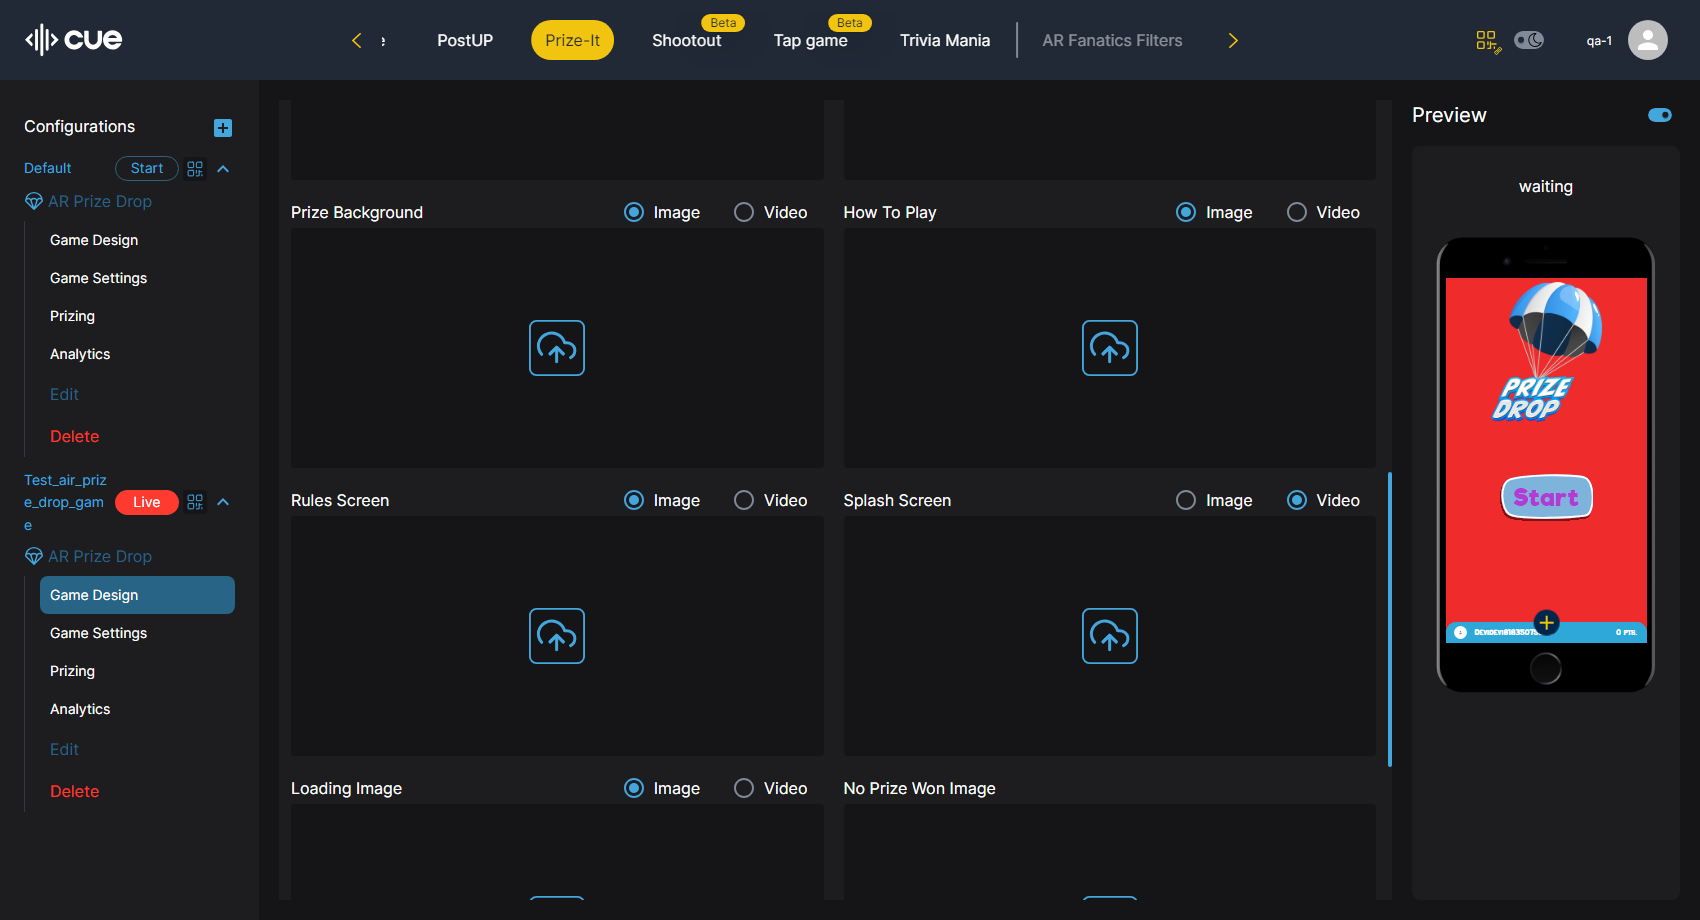 cue
e
PostUP
Prize-It
Shootout
Beta
Tap game
Beta
Trivia Mania
AR Fanatics Filters
qa-1
Configurations
Default
Start
AR Prize Drop
Game Design
Game Settings
Prizing
Analytics
Edit
Delete
Test_air_priz
e_drop_gam
e
Live
AR Prize Drop
Game Design
Game Settings
Prizing
Analytics
Edit
Delete
Prize Background
Image
Video
How To Play
Image
Video
Rules Screen
Image
Video
Splash Screen
Image
Video
Loading Image
Image
Video
No Prize Won Image
Preview
waiting
PRIZE
DROP
Start
0 PTS.